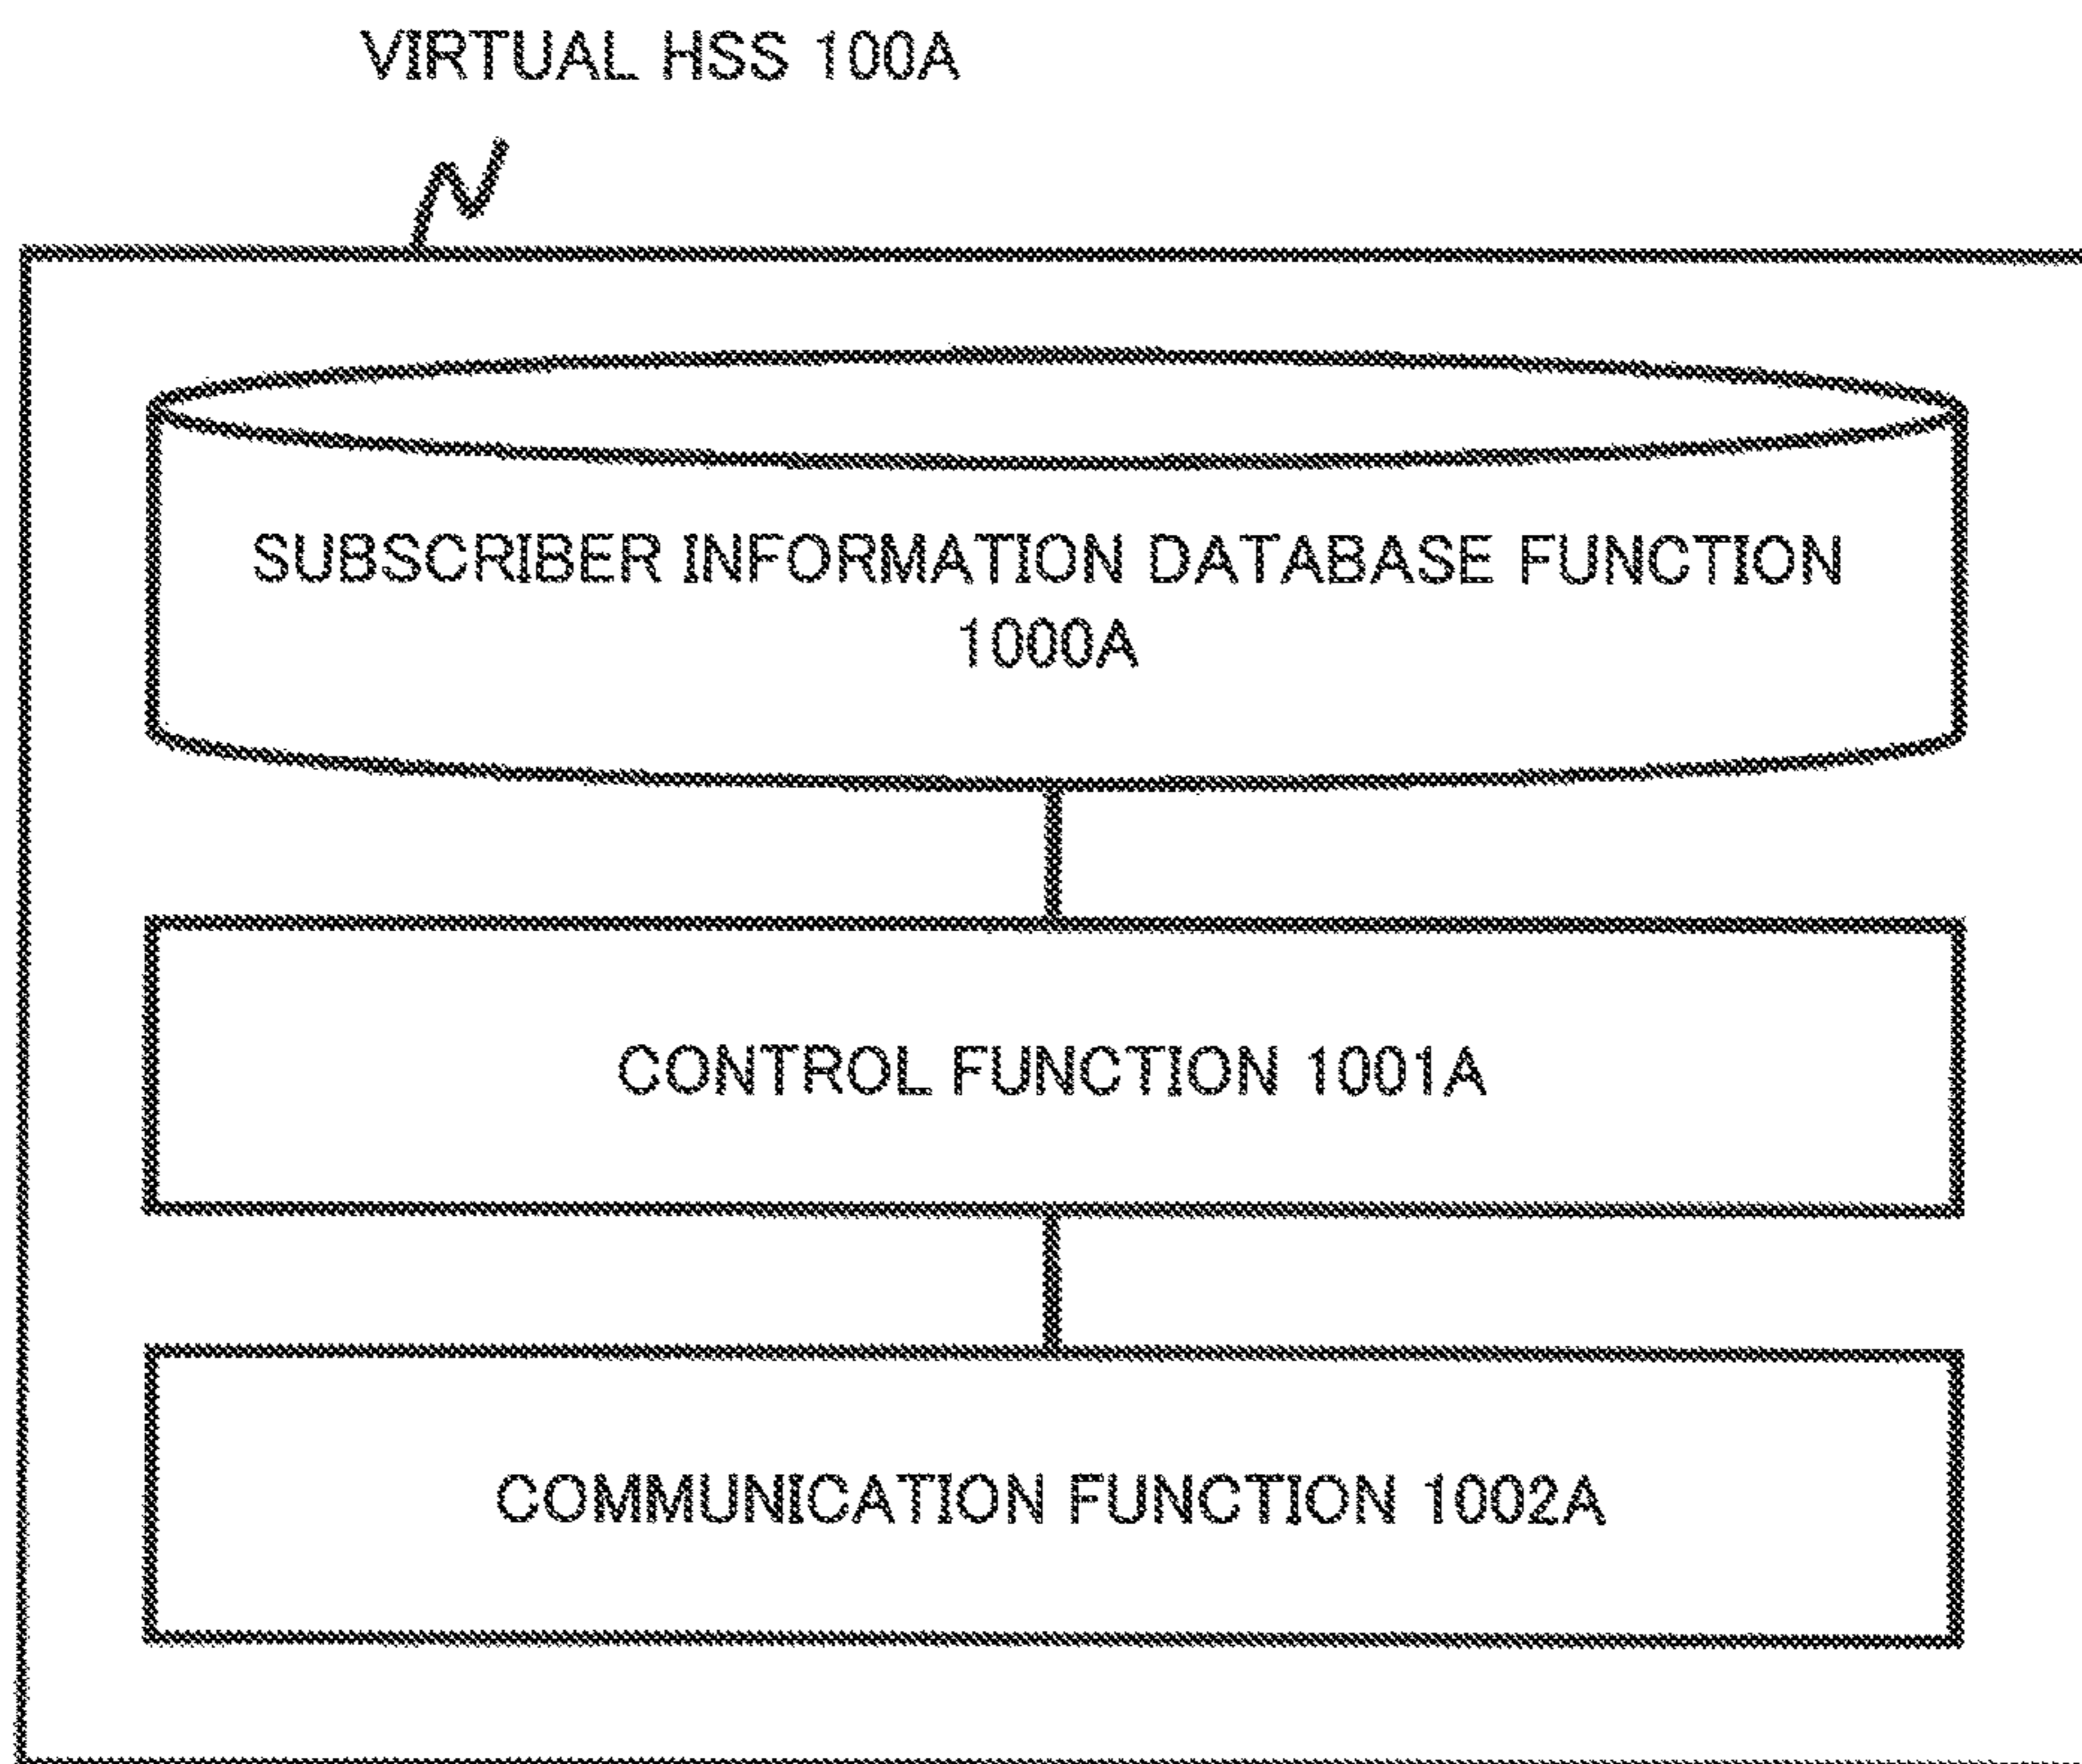 VIRTUAL HSS 100A
SUBSCRIBER INFORMATION DATABASE FUNCTION
1000A
CONTROL FUNCTION 1001A
COMMUNICATION FUNCTION 1002A